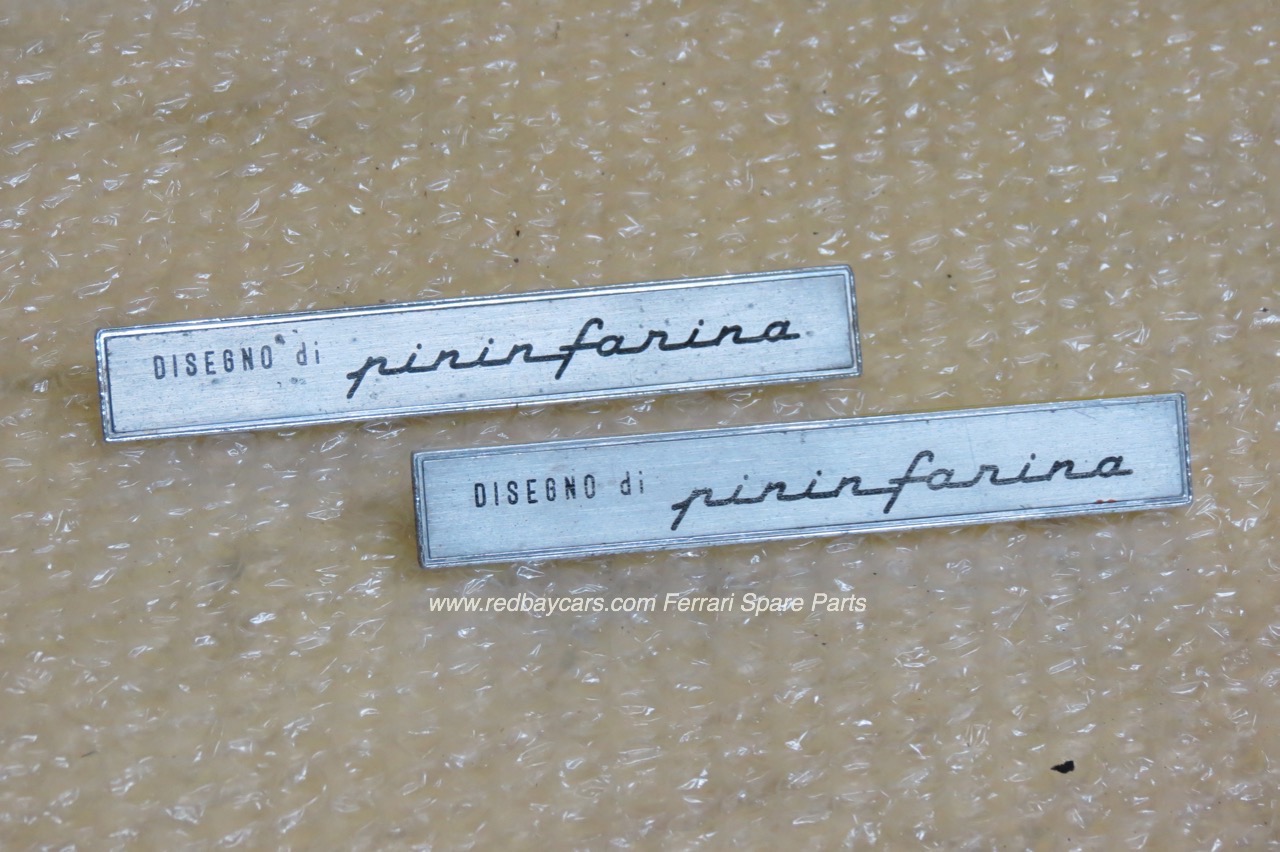 DISEGNO di pininfarina
DISEGNO di pininfarina
www.redbaycars.com Ferrari Spare Parts